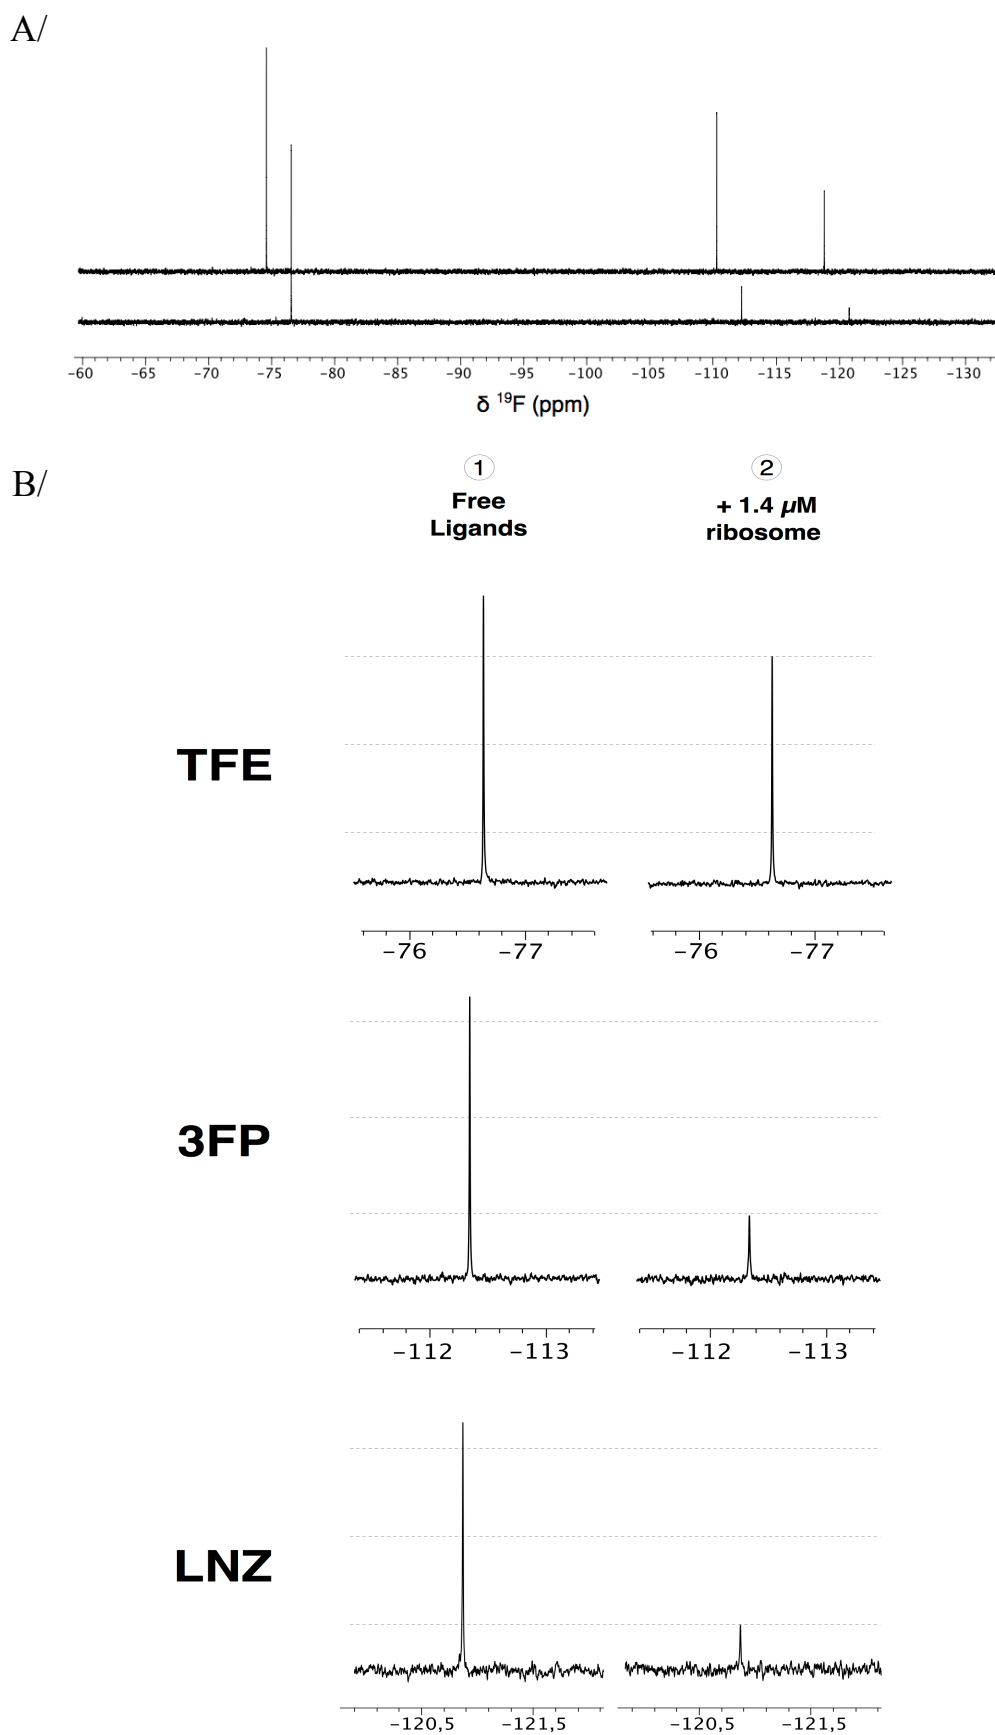 A/
−60 −65 −70 −75 −80 −85 −90 −95 −100 −105 −110 −115 −120 −125 −130
δ ¹⁹F (ppm)
B/
1 2
Free
Ligands
+ 1.4 μM
ribosome
TFE
−76 −77 −76 −77
3FP
−112 −113 −112 −113
LNZ
−120,5 −121,5 −120,5 −121,5